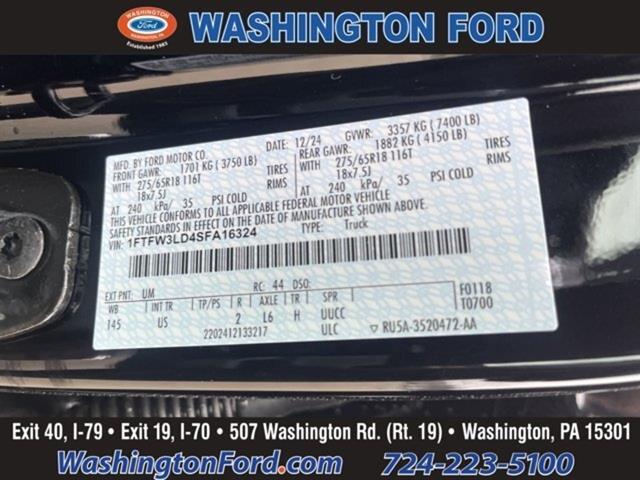 Ford
WASHINGTON, PA
Established 1983
WASHINGTON FORD
MFD. BY FORD MOTOR CO.
DATE: 12/24 GVWR: 3357 KG ( 7400 LB)
FRONT GAWR: 1701 KG ( 3750 LB)
REAR GAWR: 1882 KG ( 4150 LB)
WITH 275/65R18 116T TIRES
275/65R18 116T TIRES
18x7.5J RIMS
18x7.5J RIMS
AT 240 kPa/ 35 PSI COLD
AT 240 kPa/ 35 PSI COLD
THIS VEHICLE CONFORMS TO ALL APPLICABLE FEDERAL MOTOR VEHICLE
SAFETY STANDARDS IN EFFECT ON THE DATE OF MANUFACTURE SHOWN ABOVE.
1FTFW3LD4SFA16324 TYPE: Truck
EXT PNT: UM RC: 44 DSO: F0118
WB INT TR TP/PS R AXLE TR SPR T0700
145 US 2 L6 H UUCC
2202412133217 ULC ▽ RU5A-3520472-AA
Exit 40, I-79 • Exit 19, I-70 • 507 Washington Rd. (Rt. 19) • Washington, PA 15301
WashingtonFord.com 724-223-5100